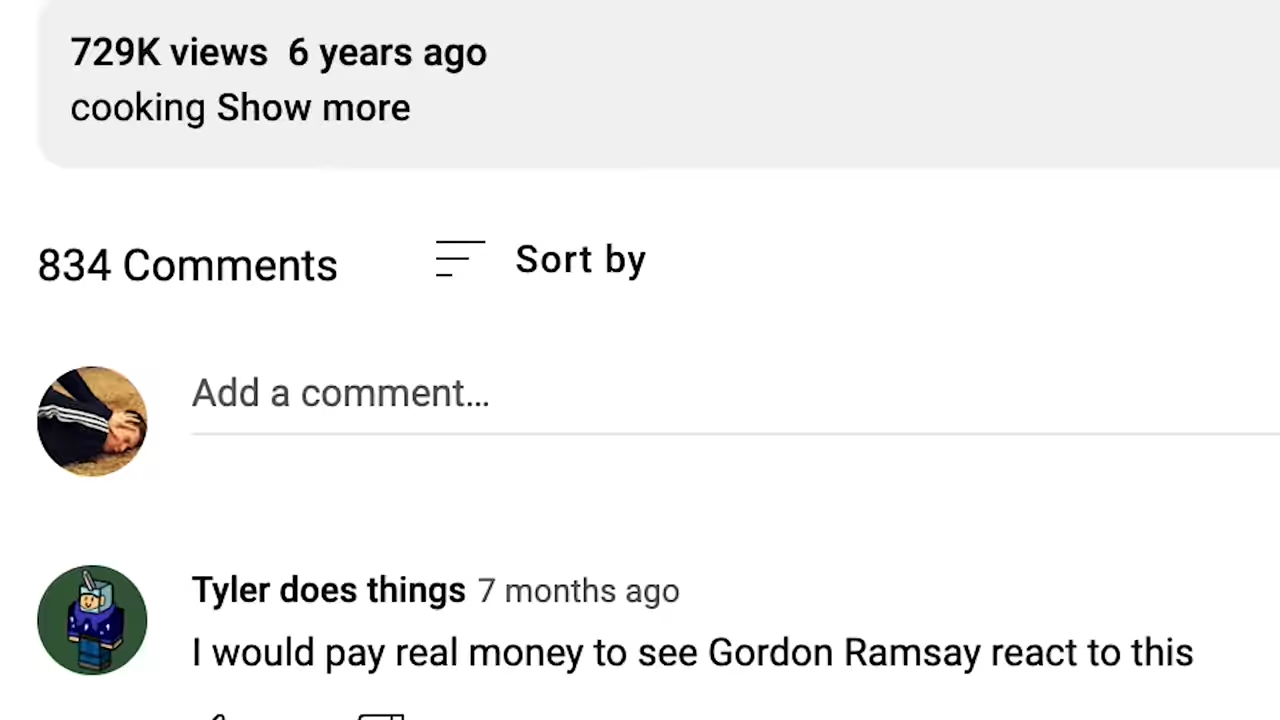 729K views 6 years ago
cooking Show more
834 Comments Sort by
Add a comment...
Tyler does things 7 months ago
I would pay real money to see Gordon Ramsay react to this